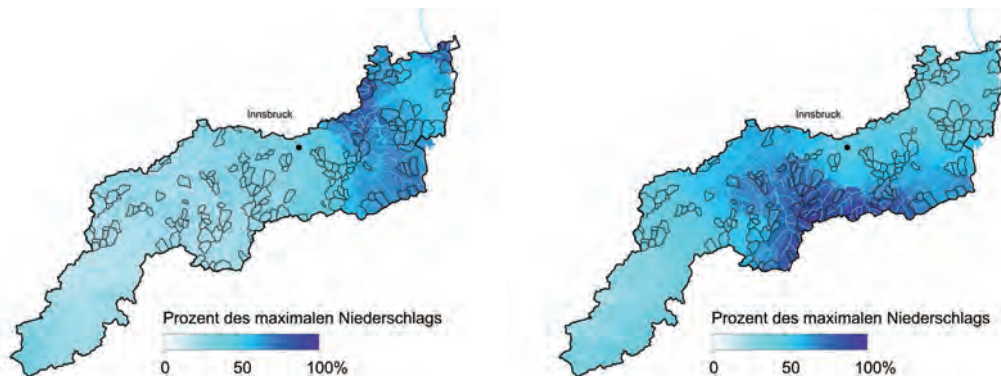 Innsbruck
Prozent des maximalen Niederschlags
0 50 100%
Innsbruck
Prozent des maximalen Niederschlags
0 50 100%